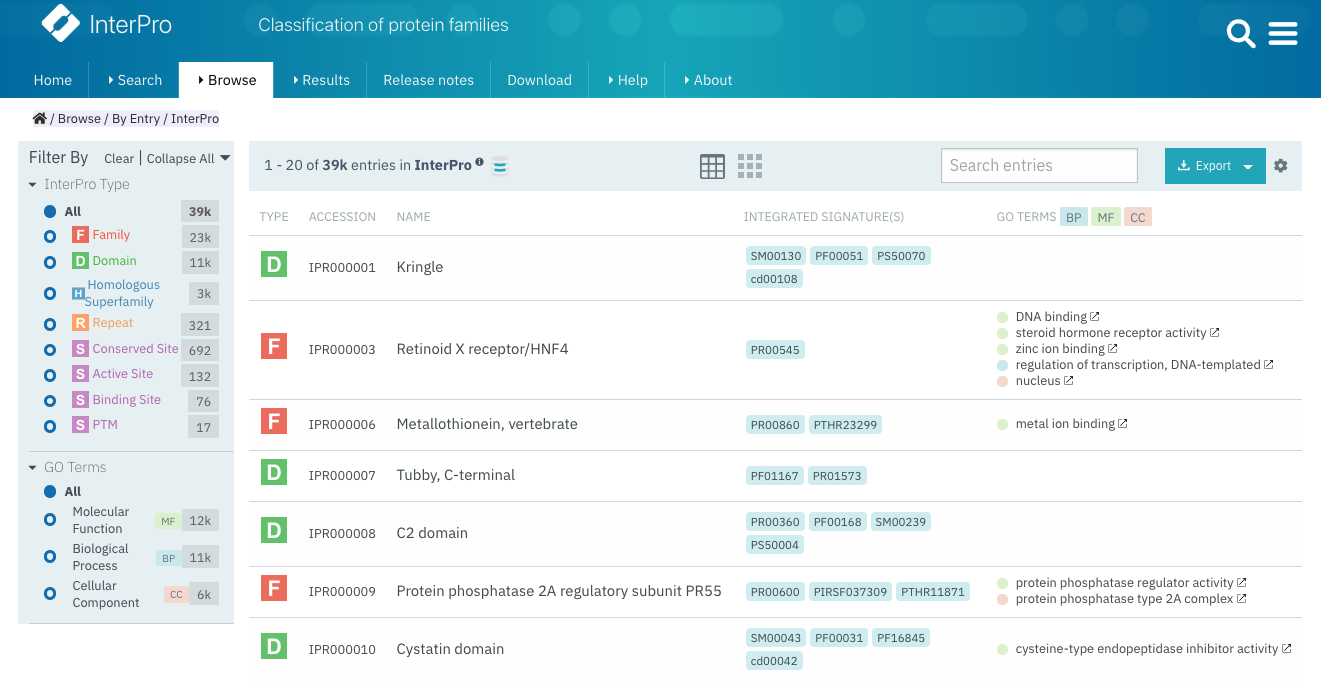 InterPro
Classification of protein families
Home
Search
Browse
Results
Release notes
Download
Help
About
/ Browse / By Entry / InterPro
Filter By Clear | Collapse All
InterPro Type
All 39k
F Family 23k
D Domain 11k
H Homologous
Superfamily 3k
R Repeat 321
S Conserved Site 692
S Active Site 132
S Binding Site 76
S PTM 17
GO Terms
All
Molecular
Function MF 12k
Biological
Process BP 11k
Cellular
Component CC 6k
1 - 20 of 39k entries in InterPro
Search entries
Export
TYPE ACCESSION NAME INTEGRATED SIGNATURE(S) GO TERMS BP MF CC
D IPR000001 Kringle SM00130 PF00051 PS50070
cd00108
F IPR000003 Retinoid X receptor/HNF4 PR00545
DNA binding
steroid hormone receptor activity
zinc ion binding
regulation of transcription, DNA-templated
nucleus
F IPR000006 Metallothionein, vertebrate PR00860 PTHR23299 metal ion binding
D IPR000007 Tubby, C-terminal PF01167 PR01573
D IPR000008 C2 domain PR00360 PF00168 SM00239
PS50004
F IPR000009 Protein phosphatase 2A regulatory subunit PR55 PR00600 PIRSF037309 PTHR11871
protein phosphatase regulator activity
protein phosphatase type 2A complex
D IPR000010 Cystatin domain SM00043 PF00031 PF16845
cd00042
cysteine-type endopeptidase inhibitor activity